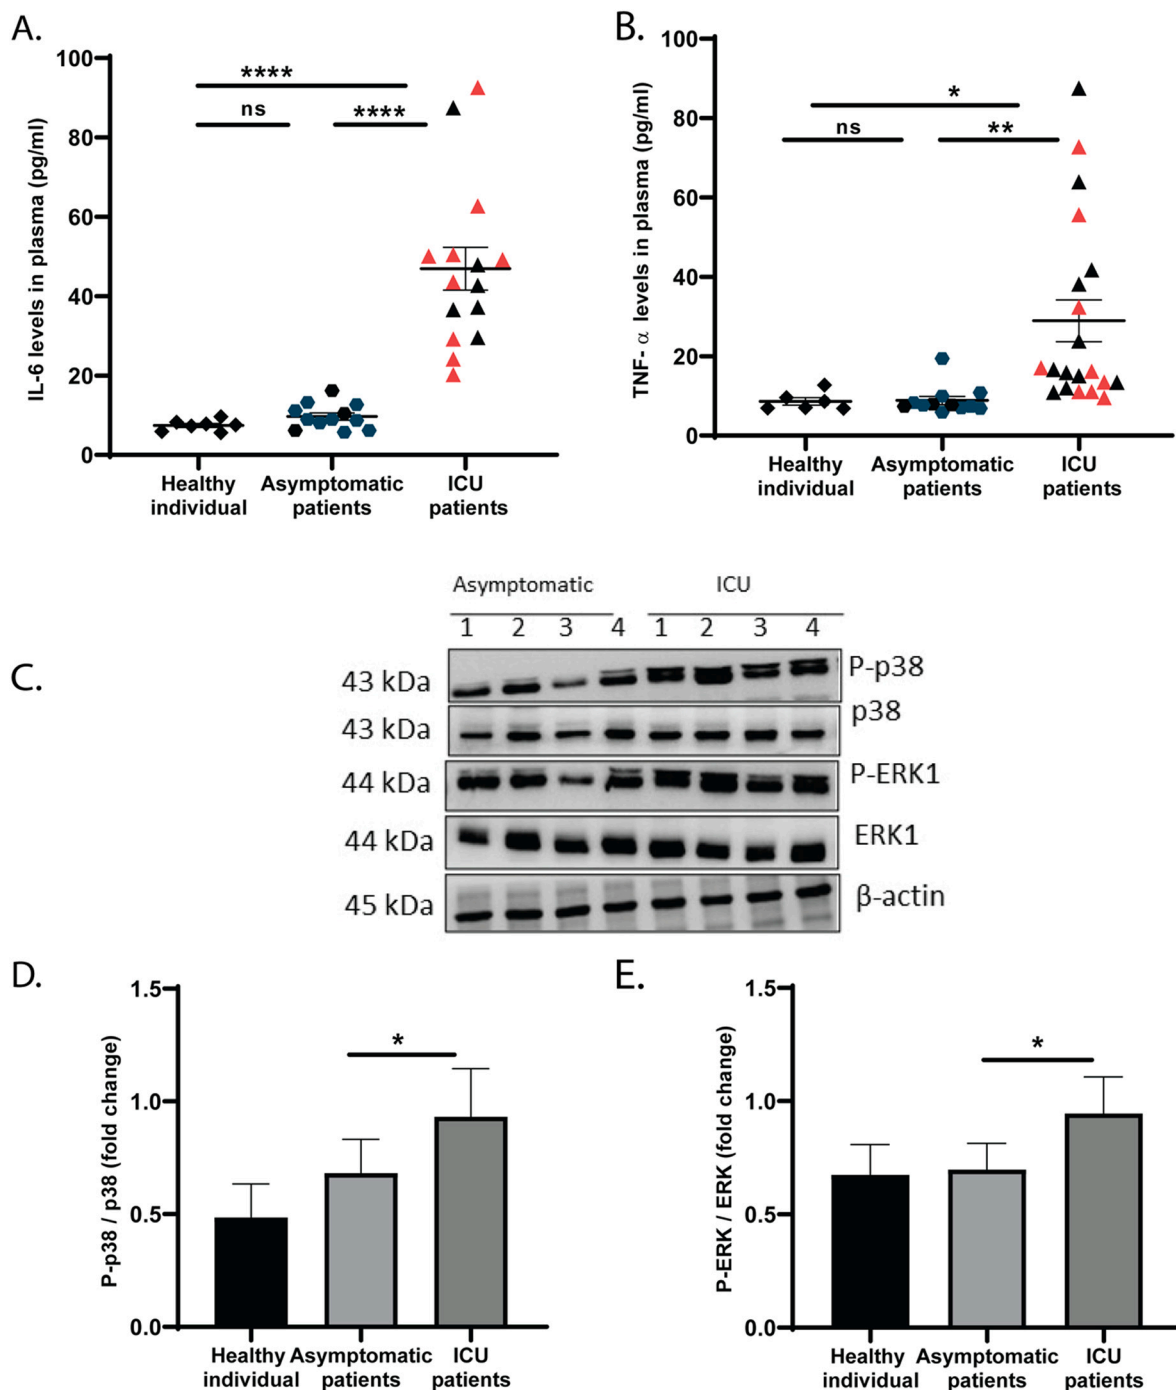 A.
IL-6 levels in plasma (pg/ml)
100
80
60
40
20
0
****
ns
****
Healthy
individual
Asymptomatic
patients
ICU
patients
B.
TNF- α levels in plasma (pg/ml)
100
80
60
40
20
0
*
ns
**
Healthy
individual
Asymptomatic
patients
ICU
patients
C.
Asymptomatic ICU
1 2 3 4 1 2 3 4
43 kDa P-p38
43 kDa p38
44 kDa P-ERK1
44 kDa ERK1
45 kDa β-actin
D.
P-p38 / p38 (fold change)
1.5
1.0
0.5
0.0
*
Healthy
individual
Asymptomatic
patients
ICU
patients
E.
P-ERK / ERK (fold change)
1.5
1.0
0.5
0.0
*
Healthy
individual
Asymptomatic
patients
ICU
patients